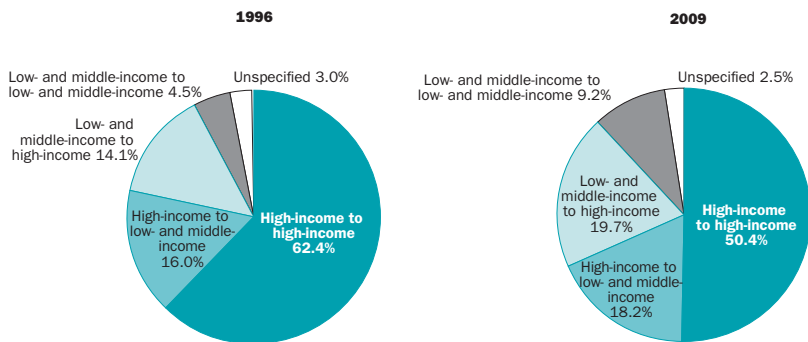 1996
Low- and middle-income to
low- and middle-income 4.5%
Unspecified 3.0%
Low- and
middle-income to
high-income 14.1%
High-income to
low- and middle-
income
16.0%
High-income to
high-income
62.4%
2009
Low- and middle-income to
low- and middle-income 9.2%
Unspecified 2.5%
Low- and
middle-income
to high-income
19.7%
High-income
to high-income
50.4%
High-income to
low- and middle-
income
18.2%